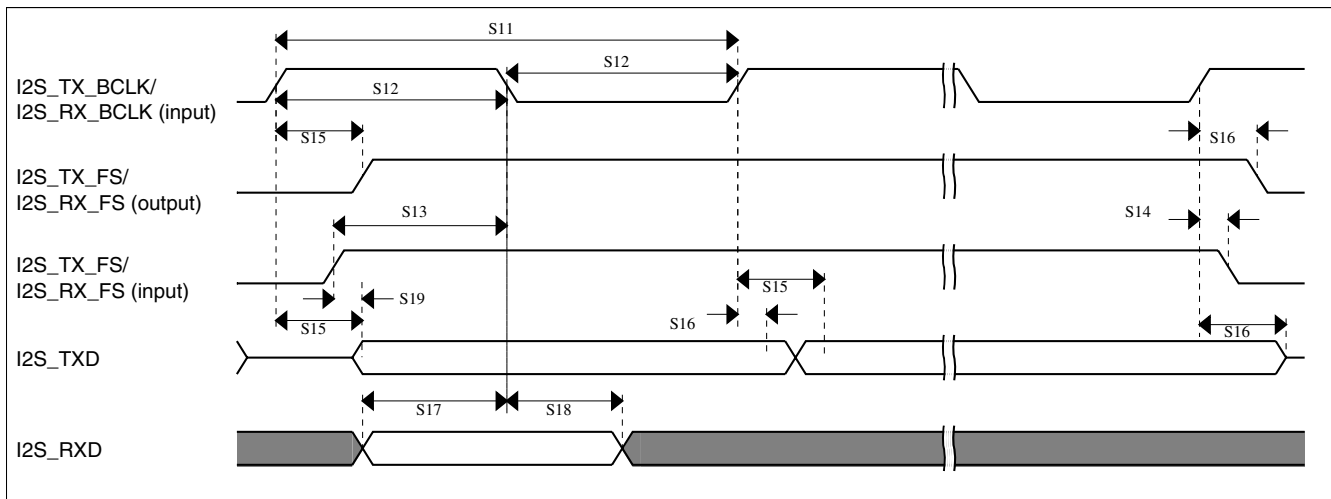 S11
S12
I2S_TX_BCLK/
I2S_RX_BCLK (input)
S12
S15
S16
I2S_TX_FS/
I2S_RX_FS (output)
S13
S14
I2S_TX_FS/
I2S_RX_FS (input)
S15
S19
S16
S15
S16
I2S_TXD
S17
S18
I2S_RXD